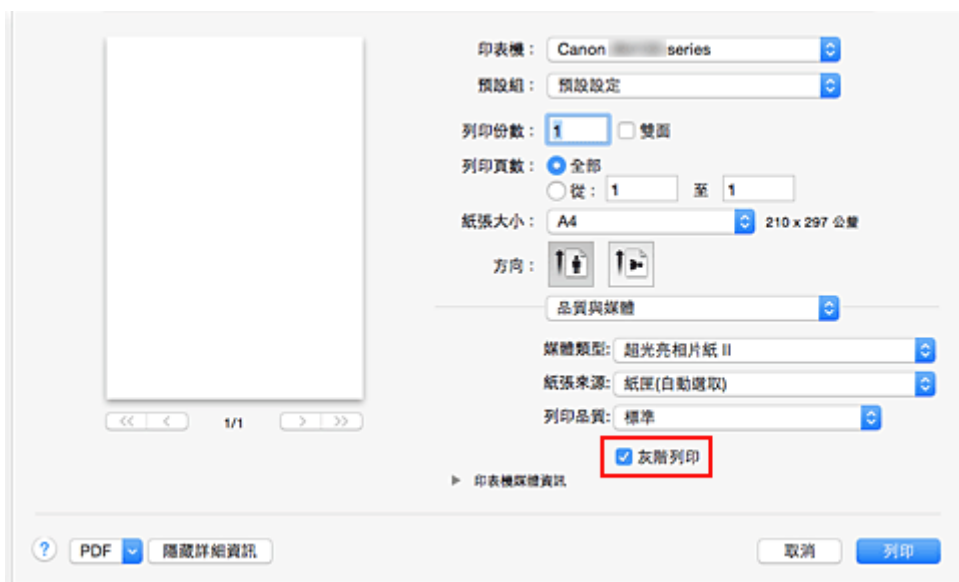 印表機： Canon series
預設組： 預設設定
列印份數： 1 雙面
列印頁數： 全部
從： 1 至 1
紙張大小： A4 210 x 297 公釐
方向：
品質與媒體
媒體類型: 超光亮相片紙 II
紙張來源: 紙匣(自動選取)
列印品質: 標準
1/1
灰階列印
印表機媒體資訊
? PDF 隱藏詳細資訊 取消 列印